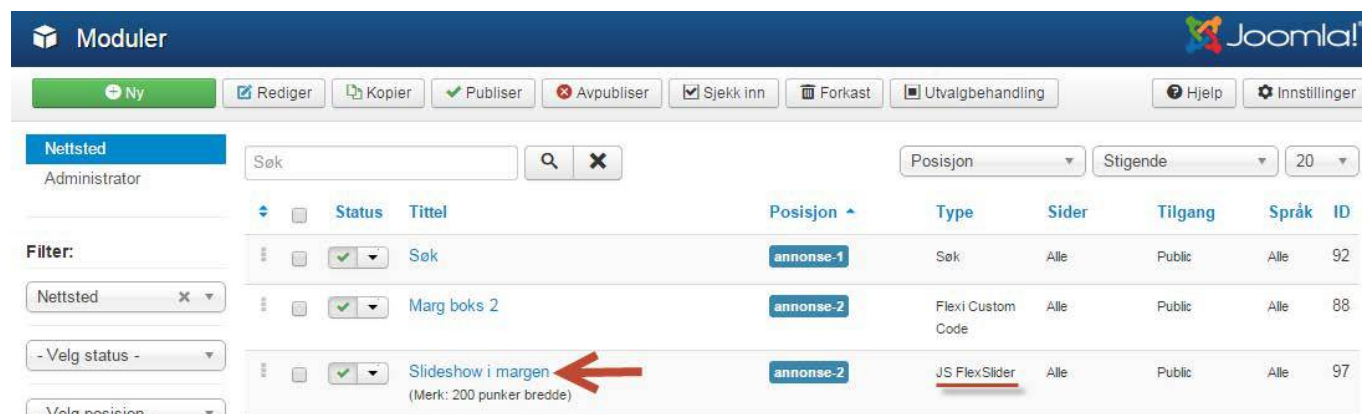 Moduler
Joomla!
Ny Rediger Kopier Publiser Avpubliser Sjekk inn Forkast Utvalgbehandling Hjelp Innstillinger
Nettsted
Administrator
Søk
Posisjon Stigende 20
Status Tittel Posisjon Type Sider Tilgang Språk ID
Filter:
Søk annonse-1 Søk Alle Public Alle 92
Nettsted
Marg boks 2 annonse-2 Flexi Custom Code Alle Public Alle 88
- Velg status -
Slideshow i margen annonse-2 JS FlexSlider Alle Public Alle 97
(Merk: 200 punker bredde)
- Velg posisjon -